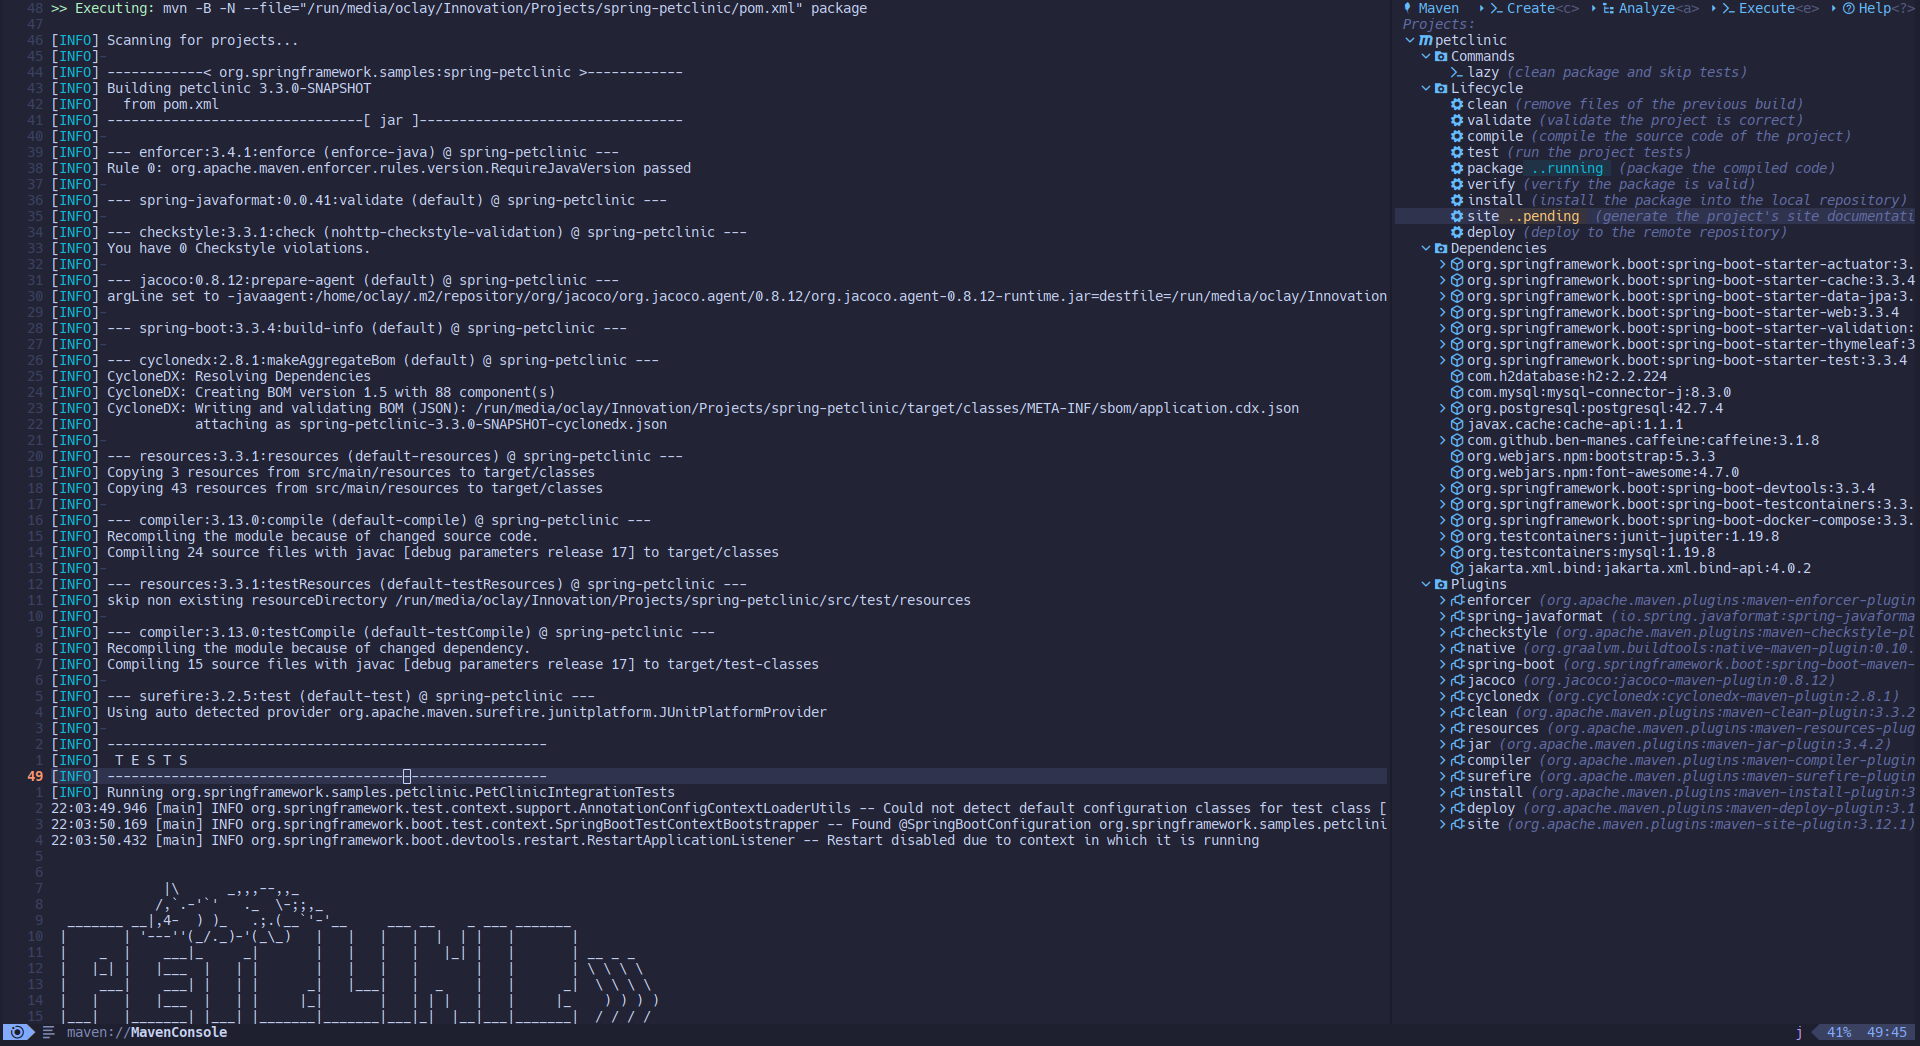 48 >> Executing: mvn -B -N --file="/run/media/oclay/Innovation/Projects/spring-petclinic/pom.xml" package
47
46 [INFO] Scanning for projects...
45 [INFO]-
44 [INFO] ------------< org.springframework.samples:spring-petclinic >------------
43 [INFO] Building petclinic 3.3.0-SNAPSHOT
42 [INFO]   from pom.xml
41 [INFO] --------------------------------[ jar ]---------------------------------
40 [INFO]-
39 [INFO] --- enforcer:3.4.1:enforce (enforce-java) @ spring-petclinic ---
38 [INFO] Rule 0: org.apache.maven.enforcer.rules.version.RequireJavaVersion passed
37 [INFO]-
36 [INFO] --- spring-javaformat:0.0.41:validate (default) @ spring-petclinic ---
35 [INFO]-
34 [INFO] --- checkstyle:3.3.1:check (nohttp-checkstyle-validation) @ spring-petclinic ---
33 [INFO] You have 0 Checkstyle violations.
32 [INFO]-
31 [INFO] --- jacoco:0.8.12:prepare-agent (default) @ spring-petclinic ---
30 [INFO] argLine set to -javaagent:/home/oclay/.m2/repository/org/jacoco/org.jacoco.agent/0.8.12/org.jacoco.agent-0.8.12-runtime.jar=destfile=/run/media/oclay/Innovation
29 [INFO]-
28 [INFO] --- spring-boot:3.3.4:build-info (default) @ spring-petclinic ---
27 [INFO]-
26 [INFO] --- cyclonedx:2.8.1:makeAggregateBom (default) @ spring-petclinic ---
25 [INFO] CycloneDX: Resolving Dependencies
24 [INFO] CycloneDX: Creating BOM version 1.5 with 88 component(s)
23 [INFO] CycloneDX: Writing and validating BOM (JSON): /run/media/oclay/Innovation/Projects/spring-petclinic/target/classes/META-INF/sbom/application.cdx.json
22 [INFO]            attaching as spring-petclinic-3.3.0-SNAPSHOT-cyclonedx.json
21 [INFO]-
20 [INFO] --- resources:3.3.1:resources (default-resources) @ spring-petclinic ---
19 [INFO] Copying 3 resources from src/main/resources to target/classes
18 [INFO] Copying 43 resources from src/main/resources to target/classes
17 [INFO]-
16 [INFO] --- compiler:3.13.0:compile (default-compile) @ spring-petclinic ---
15 [INFO] Recompiling the module because of changed source code.
14 [INFO] Compiling 24 source files with javac [debug parameters release 17] to target/classes
13 [INFO]-
12 [INFO] --- resources:3.3.1:testResources (default-testResources) @ spring-petclinic ---
11 [INFO] skip non existing resourceDirectory /run/media/oclay/Innovation/Projects/spring-petclinic/src/test/resources
10 [INFO]-
9 [INFO] --- compiler:3.13.0:testCompile (default-testCompile) @ spring-petclinic ---
8 [INFO] Recompiling the module because of changed dependency.
7 [INFO] Compiling 15 source files with javac [debug parameters release 17] to target/test-classes
6 [INFO]-
5 [INFO] --- surefire:3.2.5:test (default-test) @ spring-petclinic ---
4 [INFO] Using auto detected provider org.apache.maven.surefire.junitplatform.JUnitPlatformProvider
3 [INFO]-
2 [INFO] -------------------------------------------------------
1 [INFO]  T E S T S
49 [INFO] -------------------------------------------------------
1 [INFO] Running org.springframework.samples.petclinic.PetClinicIntegrationTests
2 22:03:49.946 [main] INFO org.springframework.test.context.support.AnnotationConfigContextLoaderUtils -- Could not detect default configuration classes for test class [
3 22:03:50.169 [main] INFO org.springframework.boot.test.context.SpringBootTestContextBootstrapper -- Found @SpringBootConfiguration org.springframework.samples.petclini
4 22:03:50.432 [main] INFO org.springframework.boot.devtools.restart.RestartApplicationListener -- Restart disabled due to context in which it is running
5
6
7
8
9
10
11
12
13
14
15
maven://MavenConsole
j 41% 49:45
Maven Create<c> Analyze<a> Execute<e> Help<?>
Projects:
petclinic
Commands
lazy (clean package and skip tests)
Lifecycle
clean (remove files of the previous build)
validate (validate the project is correct)
compile (compile the source code of the project)
test (run the project tests)
package ..running (package the compiled code)
verify (verify the package is valid)
install (install the package into the local repository)
site ..pending (generate the project's site documentati
deploy (deploy to the remote repository)
Dependencies
org.springframework.boot:spring-boot-starter-actuator:3.
org.springframework.boot:spring-boot-starter-cache:3.3.4
org.springframework.boot:spring-boot-starter-data-jpa:3.
org.springframework.boot:spring-boot-starter-web:3.3.4
org.springframework.boot:spring-boot-starter-validation:
org.springframework.boot:spring-boot-starter-thymeleaf:3
org.springframework.boot:spring-boot-starter-test:3.3.4
com.h2database:h2:2.2.224
com.mysql:mysql-connector-j:8.3.0
org.postgresql:postgresql:42.7.4
javax.cache:cache-api:1.1.1
com.github.ben-manes.caffeine:caffeine:3.1.8
org.webjars.npm:bootstrap:5.3.3
org.webjars.npm:font-awesome:4.7.0
org.springframework.boot:spring-boot-devtools:3.3.4
org.springframework.boot:spring-boot-testcontainers:3.3.
org.springframework.boot:spring-boot-docker-compose:3.3.
org.testcontainers:junit-jupiter:1.19.8
org.testcontainers:mysql:1.19.8
jakarta.xml.bind:jakarta.xml.bind-api:4.0.2
Plugins
enforcer (org.apache.maven.plugins:maven-enforcer-plugin
spring-javaformat (io.spring.javaformat:spring-javaforma
checkstyle (org.apache.maven.plugins:maven-checkstyle-pl
native (org.graalvm.buildtools:native-maven-plugin:0.10.
spring-boot (org.springframework.boot:spring-boot-maven-
jacoco (org.jacoco:jacoco-maven-plugin:0.8.12)
cyclonedx (org.cyclonedx:cyclonedx-maven-plugin:2.8.1)
clean (org.apache.maven.plugins:maven-clean-plugin:3.3.2
resources (org.apache.maven.plugins:maven-resources-plug
jar (org.apache.maven.plugins:maven-jar-plugin:3.4.2)
compiler (org.apache.maven.plugins:maven-compiler-plugin
surefire (org.apache.maven.plugins:maven-surefire-plugin
install (org.apache.maven.plugins:maven-install-plugin:3
deploy (org.apache.maven.plugins:maven-deploy-plugin:3.1
site (org.apache.maven.plugins:maven-site-plugin:3.12.1)